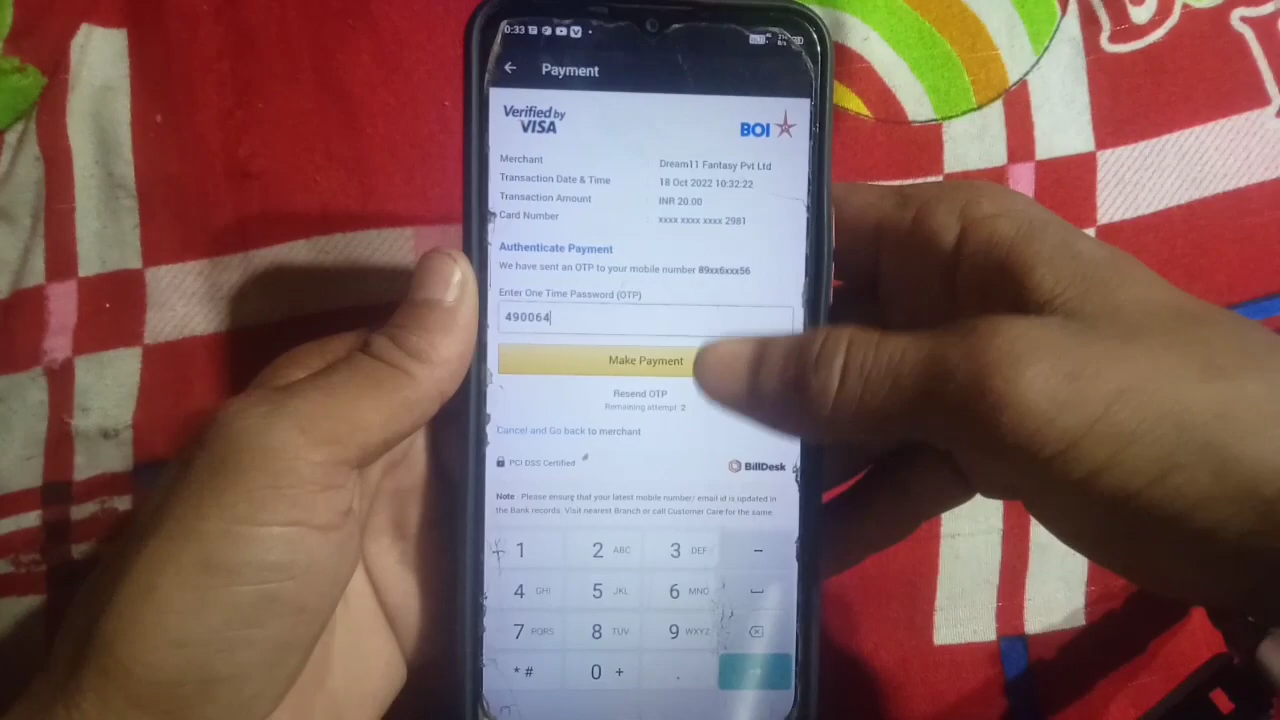 0:33
Payment
Verified by
VISA
BOI
Merchant
Dream11 Fantasy Pvt Ltd
Transaction Date & Time : 18 Oct 2022 10:32:22
Transaction Amount : INR 20.00
Card Number : xxxx xxxx xxxx 2981
Authenticate Payment
We have sent an OTP to your mobile number 89xx6xxx56
Enter One Time Password (OTP)
490064
Make Payment
Resend OTP
Remaining attempt 2
Cancel and Go back to merchant
PCI DSS Certified
BillDesk
Note : Please ensure that your latest mobile number/ email id is updated in
the Bank records. Visit nearest Branch or call Customer Care for the same.
1
2 ABC
3 DEF
-
4 GHI
5 JKL
6 MNO
7 PQRS
8 TUV
9 WXYZ
* #
0 +
.